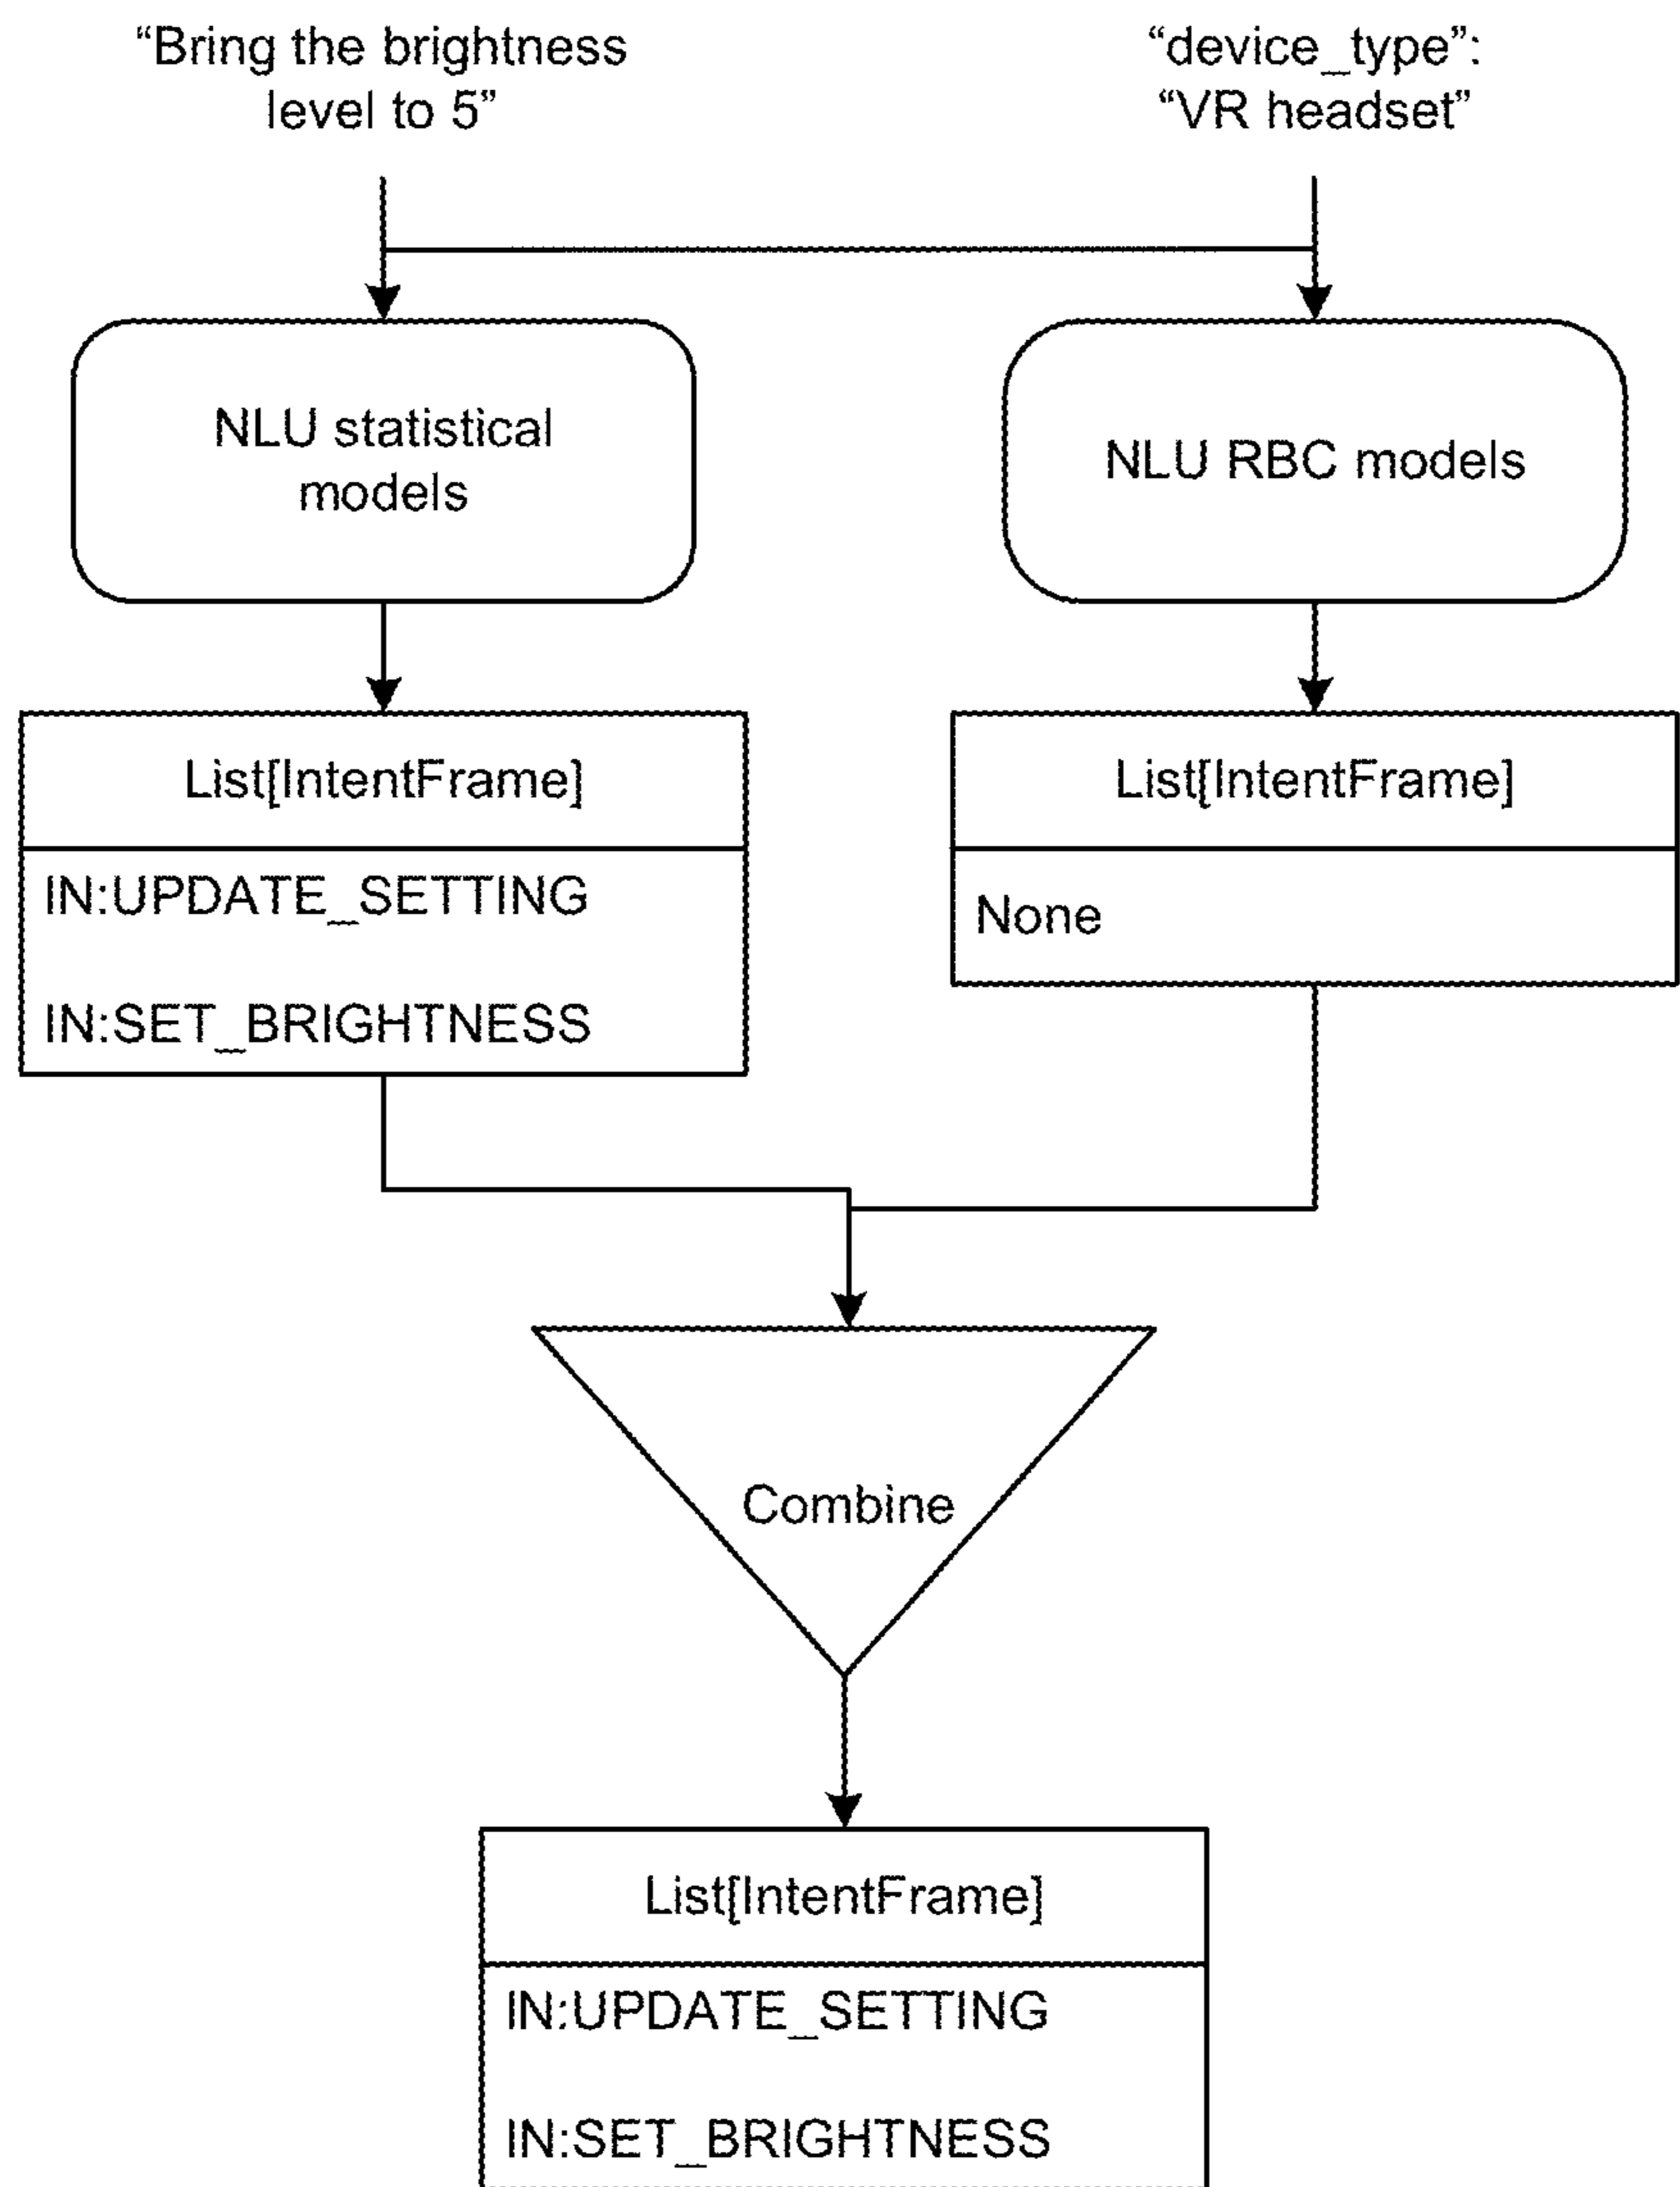 “Bring the brightness
level to 5”
“device_type”:
“VR headset”
NLU statistical
models
NLU RBC models
List[IntentFrame]
IN:UPDATE_SETTING
IN:SET_BRIGHTNESS
List[IntentFrame]
None
Combine
List[IntentFrame]
IN:UPDATE_SETTING
IN:SET_BRIGHTNESS